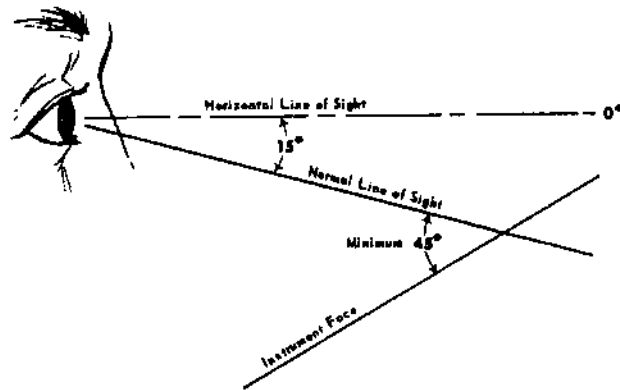 Horizontal Line of Sight
0°
15°
Normal Line of Sight
Minimum 45°
Instrument Face